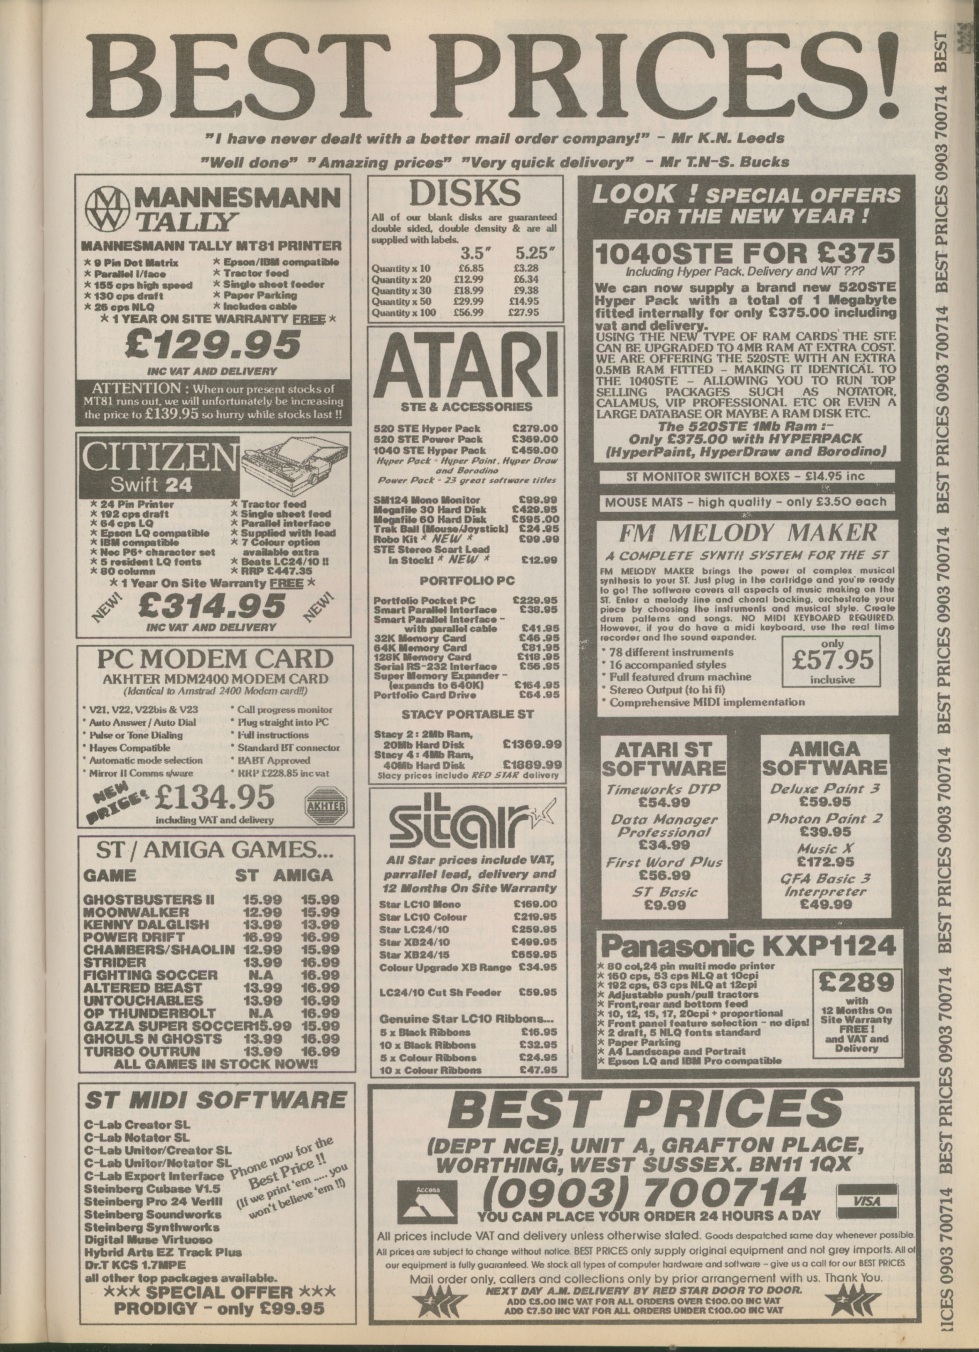 BEST PRICES!
"I have never dealt with a better mail order company!" - Mr K.N. Leeds
"Well done" "Amazing prices" "Very quick delivery" - Mr T.N-S. Bucks
MANNESMANN
TALLY
MANNESMANN TALLY MT81 PRINTER
* 9 Pin Dot Matrix
* Parallel I/face
* 155 cps high speed
* 130 cps draft
* 26 cps NLQ
* Epson/IBM compatible
* Tractor feed
* Single sheet feeder
* Paper Parking
* Includes cable
* 1 YEAR ON SITE WARRANTY FREE *
£129.95
INC VAT AND DELIVERY
ATTENTION : When our present stocks of
MT81 runs out, we will unfortunately be increasing
the price to £139.95 so hurry while stocks last !!
CITIZEN
Swift 24
* 24 Pin Printer
* 192 cps draft
* 64 cps LQ
* Epson LQ compatible
* IBM compatible
* Nec P6+ character set
* 5 resident LQ fonts
* 80 column
* Tractor feed
* Single sheet feed
* Parallel interface
* Supplied with lead
* 7 Colour option
available extra
* Beats LC24/10 !!
* RRP £447.35
* 1 Year On Site Warranty FREE *
NEW!
£314.95
NEW!
INC VAT AND DELIVERY
PC MODEM CARD
AKHTER MDM2400 MODEM CARD
(Identical to Amstrad 2400 Modem card!!)
* V21, V22, V22bis & V23
* Auto Answer / Auto Dial
* Pulse or Tone Dialing
* Hayes Compatible
* Automatic mode selection
* Mirror II Comms s/ware
* Call progress monitor
* Plug straight into PC
* Full instructions
* Standard BT connector
* BABT Approved
* RRP £228.85 inc vat
NEW PRICE!
£134.95
including VAT and delivery
AKHTER
ST / AMIGA GAMES...
GAME ST AMIGA
GHOSTBUSTERS II 15.99 15.99
MOONWALKER 12.99 15.99
KENNY DALGLISH 13.99 13.99
POWER DRIFT 16.99 16.99
CHAMBERS/SHAOLIN 12.99 15.99
STRIDER 13.99 16.99
FIGHTING SOCCER N.A 16.99
ALTERED BEAST 13.99 16.99
UNTOUCHABLES 13.99 16.99
OP THUNDERBOLT N.A 16.99
GAZZA SUPER SOCCER15.99 15.99
GHOULS N GHOSTS 13.99 16.99
TURBO OUTRUN 13.99 16.99
ALL GAMES IN STOCK NOW!!
ST MIDI SOFTWARE
C-Lab Creator SL
C-Lab Notator SL
C-Lab Unitor/Creator SL
C-Lab Unitor/Notator SL
C-Lab Export Interface
Steinberg Cubase V1.5
Steinberg Pro 24 VerIII
Steinberg Soundworks
Steinberg Synthworks
Digital Muse Virtuoso
Hybrid Arts EZ Track Plus
Dr.T KCS 1.7MPE
all other top packages available.
Phone now for the
Best Price !!
(If we print 'em ..... you
won't believe 'em !!)
*** SPECIAL OFFER ***
PRODIGY - only £99.95
DISKS
All of our blank disks are guaranteed
double sided, double density & are all
supplied with labels.
3.5" 5.25"
Quantity x 10 £6.85 £3.28
Quantity x 20 £12.99 £6.34
Quantity x 30 £18.99 £9.38
Quantity x 50 £29.99 £14.95
Quantity x 100 £56.99 £27.95
ATARI
STE & ACCESSORIES
520 STE Hyper Pack £279.00
520 STE Power Pack £369.00
1040 STE Hyper Pack £459.00
Hyper Pack - Hyper Paint, Hyper Draw
and Borodino
Power Pack - 23 great software titles
SM124 Mono Monitor £99.99
Megafile 30 Hard Disk £429.95
Megafile 60 Hard Disk £595.00
Trak Ball (Mouse/Joystick) £24.95
Robo Kit * NEW * £99.99
STE Stereo Scart Lead
In Stock! * NEW * £12.99
PORTFOLIO PC
Portfolio Pocket PC £229.95
Smart Parallel Interface £38.95
Smart Parallel Interface -
with parallel cable £41.95
32K Memory Card £46.95
64K Memory Card £81.95
128K Memory Card £118.95
Serial RS-232 Interface £56.95
Super Memory Expander -
(expands to 640K) £164.95
Portfolio Card Drive £64.95
STACY PORTABLE ST
Stacy 2 : 2Mb Ram,
20Mb Hard Disk £1369.99
Stacy 4 : 4Mb Ram,
40Mb Hard Disk £1889.99
Stacy prices include RED STAR delivery
star
All Star prices include VAT,
parrallel lead, delivery and
12 Months On Site Warranty
Star LC10 Mono £169.00
Star LC10 Colour £219.95
Star LC24/10 £259.95
Star XB24/10 £499.95
Star XB24/15 £659.95
Colour Upgrade XB Range £34.95
LC24/10 Cut Sh Feeder £59.95
Genuine Star LC10 Ribbons...
5 x Black Ribbons £16.95
10 x Black Ribbons £32.95
5 x Colour Ribbons £24.95
10 x Colour Ribbons £47.95
LOOK ! SPECIAL OFFERS
FOR THE NEW YEAR !
1040STE FOR £375
Including Hyper Pack, Delivery and VAT ???
We can now supply a brand new 520STE
Hyper Pack with a total of 1 Megabyte
fitted internally for only £375.00 including
vat and delivery.
USING THE NEW TYPE OF RAM CARDS THE STE
CAN BE UPGRADED TO 4MB RAM AT EXTRA COST.
WE ARE OFFERING THE 520STE WITH AN EXTRA
0.5MB RAM FITTED - MAKING IT IDENTICAL TO
THE 1040STE - ALLOWING YOU TO RUN TOP
SELLING PACKAGES SUCH AS NOTATOR,
CALAMUS, VIP PROFESSIONAL ETC OR EVEN A
LARGE DATABASE OR MAYBE A RAM DISK ETC.
The 520STE 1Mb Ram :-
Only £375.00 with HYPERPACK
(HyperPaint, HyperDraw and Borodino)
ST MONITOR SWITCH BOXES - £14.95 inc
MOUSE MATS - high quality - only £3.50 each
FM MELODY MAKER
A COMPLETE SYNTH SYSTEM FOR THE ST
FM MELODY MAKER brings the power of complex musical
synthesis to your ST. Just plug in the cartridge and you're ready
to go! The software covers all aspects of music making on the
ST. Enter a melody line and choral backing, orchestrate your
piece by choosing the instruments and musical style. Create
drum patterns and songs. NO MIDI KEYBOARD REQUIRED.
However, if you do have a midi keyboard, use the real time
recorder and the sound expander.
* 78 different instruments
* 16 accompanied styles
* Full featured drum machine
* Stereo Output (to hi fi)
* Comprehensive MIDI implementation
only
£57.95
inclusive
ATARI ST
SOFTWARE
Timeworks DTP
£54.99
Data Manager
Professional
£34.99
First Word Plus
£56.99
ST Basic
£9.99
AMIGA
SOFTWARE
Deluxe Paint 3
£59.95
Photon Paint 2
£39.95
Music X
£172.95
GFA Basic 3
Interpreter
£49.99
Panasonic KXP1124
* 80 col,24 pin multi mode printer
* 160 cps, 53 cps NLQ at 10cpi
* 192 cps, 63 cps NLQ at 12cpi
* Adjustable push/pull tractors
* Front,rear and bottom feed
* 10, 12, 15, 17, 20cpi + proportional
* Front panel feature selection - no dips!
* 2 draft, 5 NLQ fonts standard
* Paper Parking
* A4 Landscape and Portrait
* Epson LQ and IBM Pro compatible
£289
with
12 Months On
Site Warranty
FREE !
and VAT and
Delivery
BEST PRICES
(DEPT NCE), UNIT A, GRAFTON PLACE,
WORTHING, WEST SUSSEX. BN11 1QX
Access
(0903) 700714
VISA
YOU CAN PLACE YOUR ORDER 24 HOURS A DAY
All prices include VAT and delivery unless otherwise stated. Goods despatched same day whenever possible.
All prices are subject to change without notice. BEST PRICES only supply original equipment and not grey imports. All of
our equipment is fully guaranteed. We stock all types of computer hardware and software - give us a call for our BEST PRICES
Mail order only, callers and collections only by prior arrangement with us. Thank You.
NEXT DAY A.M. DELIVERY BY RED STAR DOOR TO DOOR.
ADD £5.00 INC VAT FOR ALL ORDERS OVER £100.00 INC VAT
ADD £7.50 INC VAT FOR ALL ORDERS UNDER £100.00 INC VAT
RICES 0903 700714 BEST PRICES 0903 700714 BEST PRICES 0903 700714 BEST PRICES 0903 700714 BEST PRICES 0903 700714 BEST PRICES 0903 700714 BEST